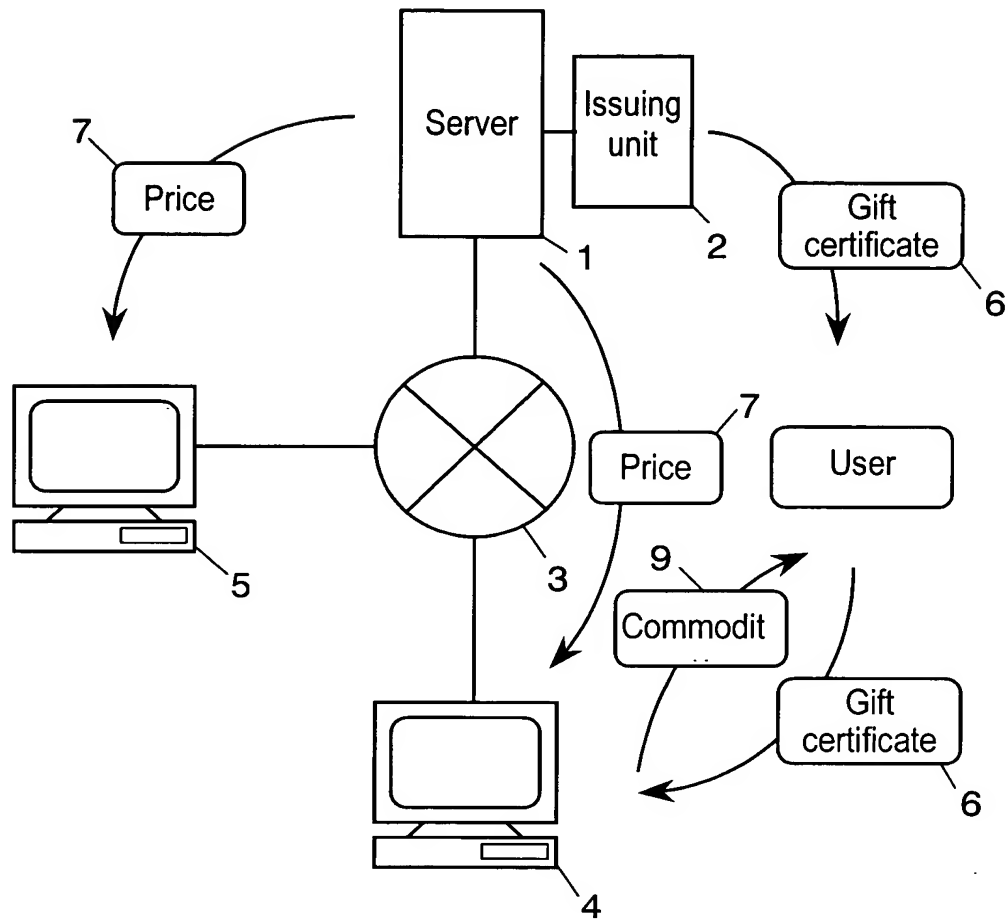 Server
Issuing
unit
1
2
7
Price
Gift
certificate
6
7
Price
User
3
5
9
Commodit
Gift
certificate
6
4